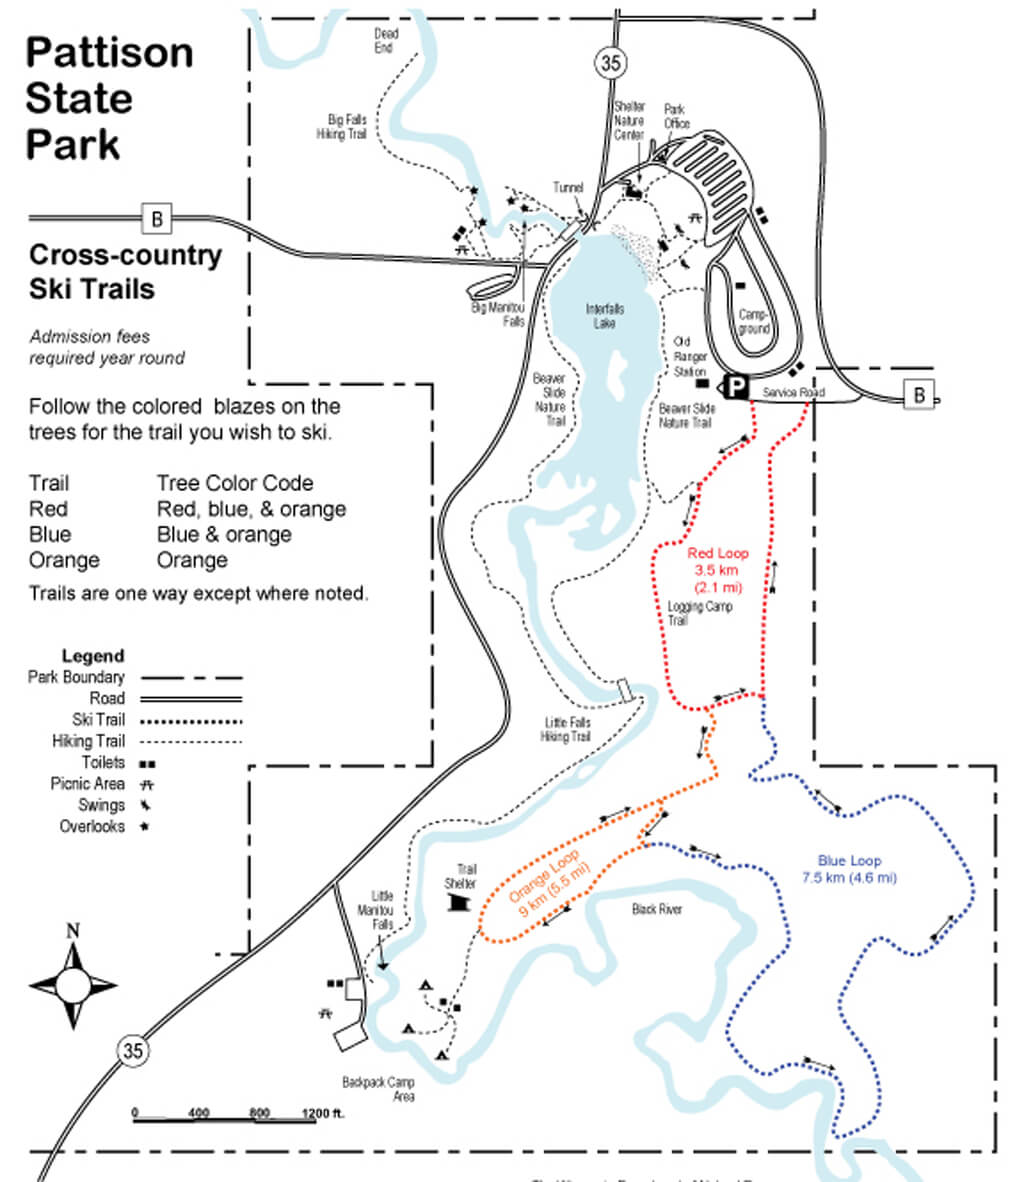 Pattison
State
Park
Cross-country
Ski Trails
Admission fees
required year round
Follow the colored blazes on the
trees for the trail you wish to ski.
Trail Tree Color Code
Red Red, blue, & orange
Blue Blue & orange
Orange Orange
Trails are one way except where noted.
Legend
Park Boundary
Road
Ski Trail
Hiking Trail
Toilets
Picnic Area
Swings
Overlooks
N
35
0 400 800 1200 ft.
B
Dead
End
Big Falls
Hiking Trail
35
Shelter
Nature
Center
Park
Office
Tunnel
Big Manitou
Falls
Interfalls
Lake
Camp-
ground
Old
Ranger
Station
P
Service Road
B
Beaver
Slide
Nature
Trail
Beaver Slide
Nature Trail
Red Loop
3.5 km
(2.1 mi)
Logging Camp
Trail
Little Falls
Hiking Trail
Orange Loop
9 km (5.5 mi)
Blue Loop
7.5 km (4.6 mi)
Trail
Shelter
Black River
Little
Manitou
Falls
Backpack Camp
Area